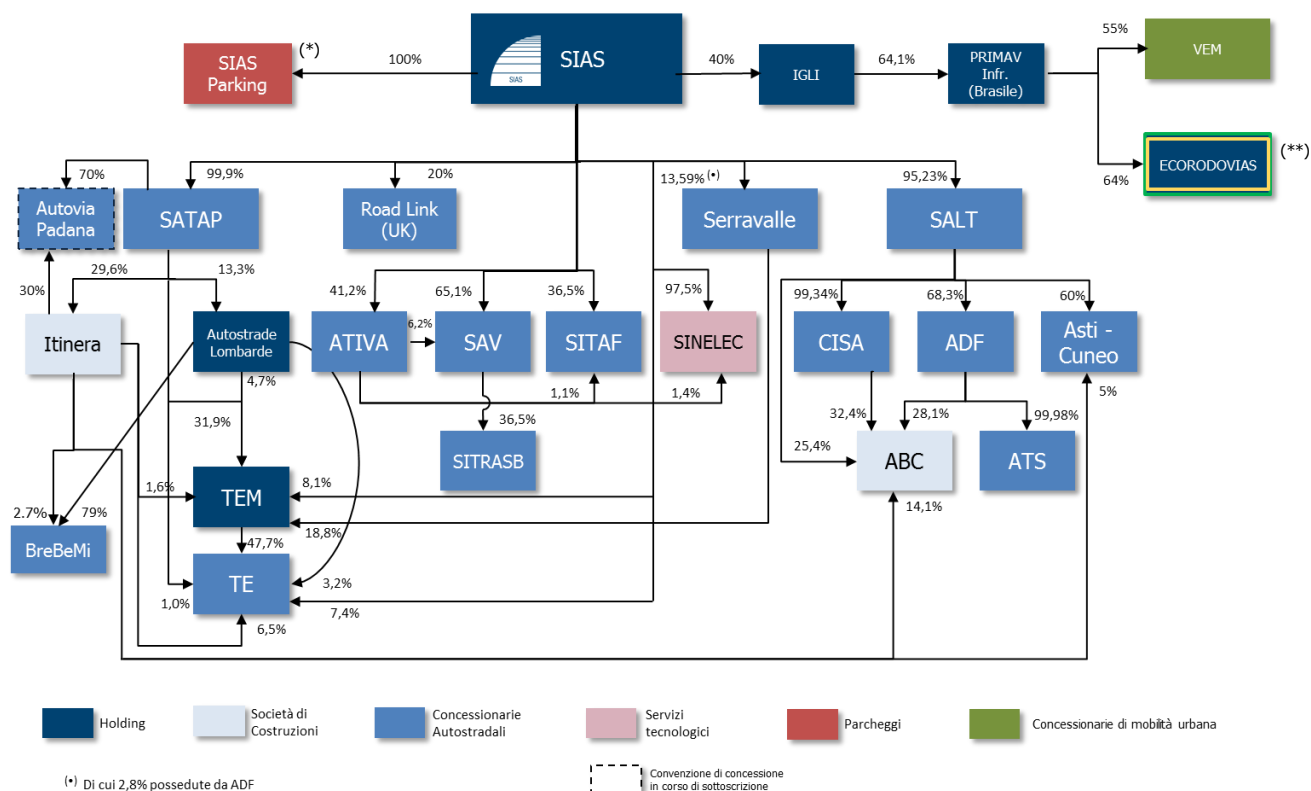 (*)
SIAS
Parking
100%
SIAS
SIAS
40%
IGLI
64,1%
PRIMAV
Infr.
(Brasile)
55%
VEM
64%
ECORODOVIAS
(**)
70%
Autovia
Padana
99,9%
SATAP
20%
Road Link
(UK)
13,59% (•)
Serravalle
95,23%
SALT
30%
29,6%
13,3%
Itinera
Autostrade
Lombarde
41,2%
ATIVA
6,2%
65,1%
SAV
36,5%
SITAF
97,5%
SINELEC
99,34%
CISA
68,3%
ADF
60%
Asti -
Cuneo
4,7%
1,1%
1,4%
5%
31,9%
36,5%
SITRASB
32,4%
28,1%
99,98%
25,4%
ABC
ATS
14,1%
1,6%
TEM
8,1%
18,8%
2.7%
79%
BreBeMi
47,7%
TE
3,2%
1,0%
7,4%
6,5%
Holding
Società di
Costruzioni
Concessionarie
Autostradali
Servizi
tecnologici
Parcheggi
Concessionarie di mobilità urbana
(•) Di cui 2,8% possedute da ADF
Convenzione di concessione
in corso di sottoscrizione